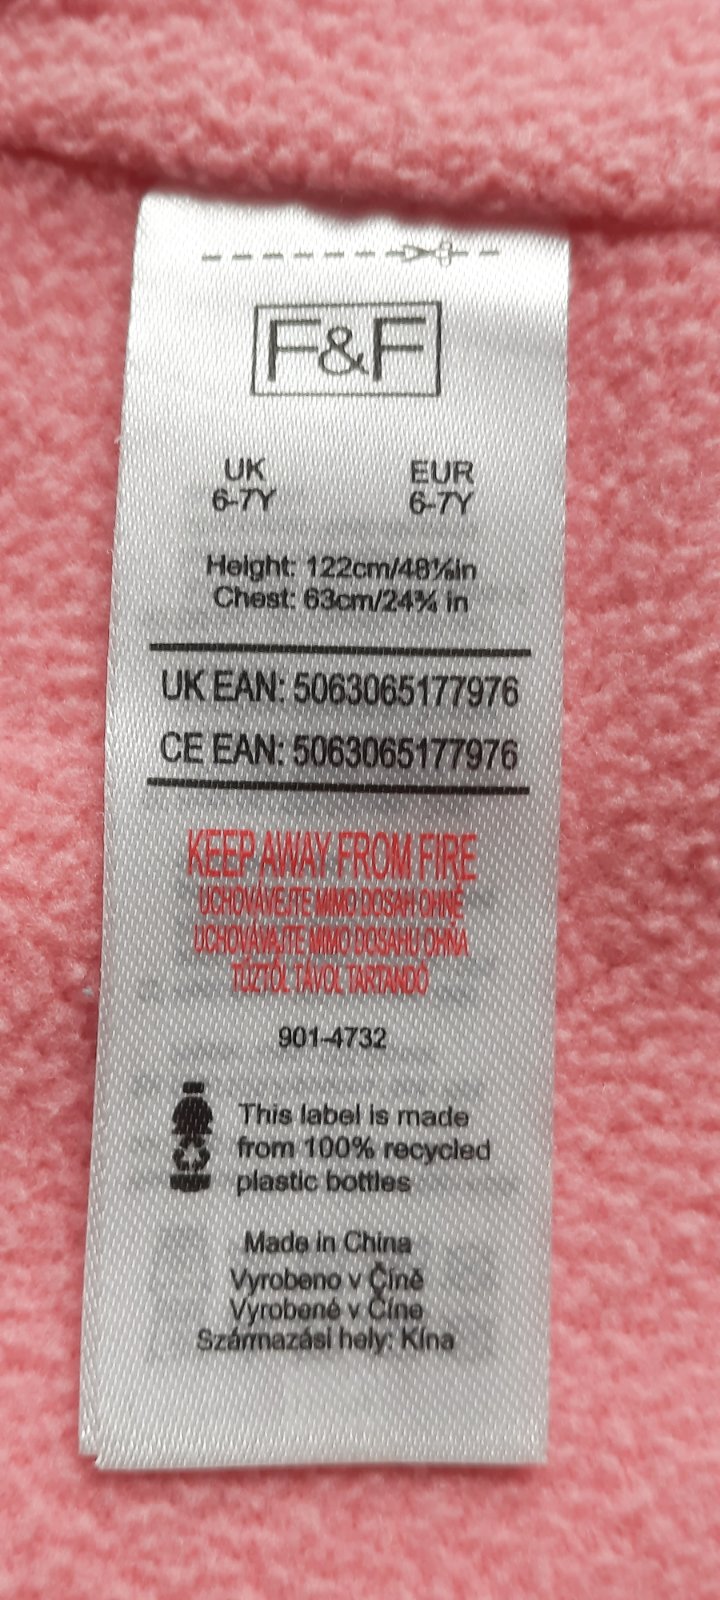 F&F
UK EUR
6-7Y 6-7Y
Height: 122cm/48⅛in
Chest: 63cm/24¾ in
UK EAN: 5063065177976
CE EAN: 5063065177976
KEEP AWAY FROM FIRE
UCHOVÁVEJTE MIMO DOSAH OHNĚ
UCHOVÁVAJTE MIMO DOSAHU OHŇA
TŰZTŐL TÁVOL TARTANDÓ
901-4732
This label is made
from 100% recycled
plastic bottles
Made in China
Vyrobeno v Číně
Vyrobené v Číne
Származási hely: Kína